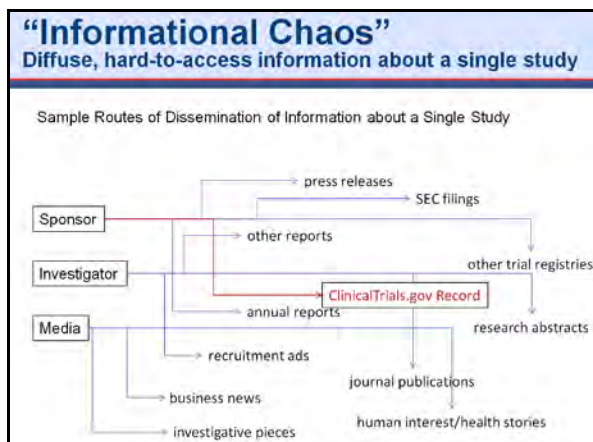 “Informational Chaos”
Diffuse, hard-to-access information about a single study
Sample Routes of Dissemination of Information about a Single Study
press releases
SEC filings
Sponsor
other reports
other trial registries
Investigator
ClinicalTrials.gov Record
annual reports
research abstracts
Media
recruitment ads
journal publications
business news
human interest/health stories
investigative pieces